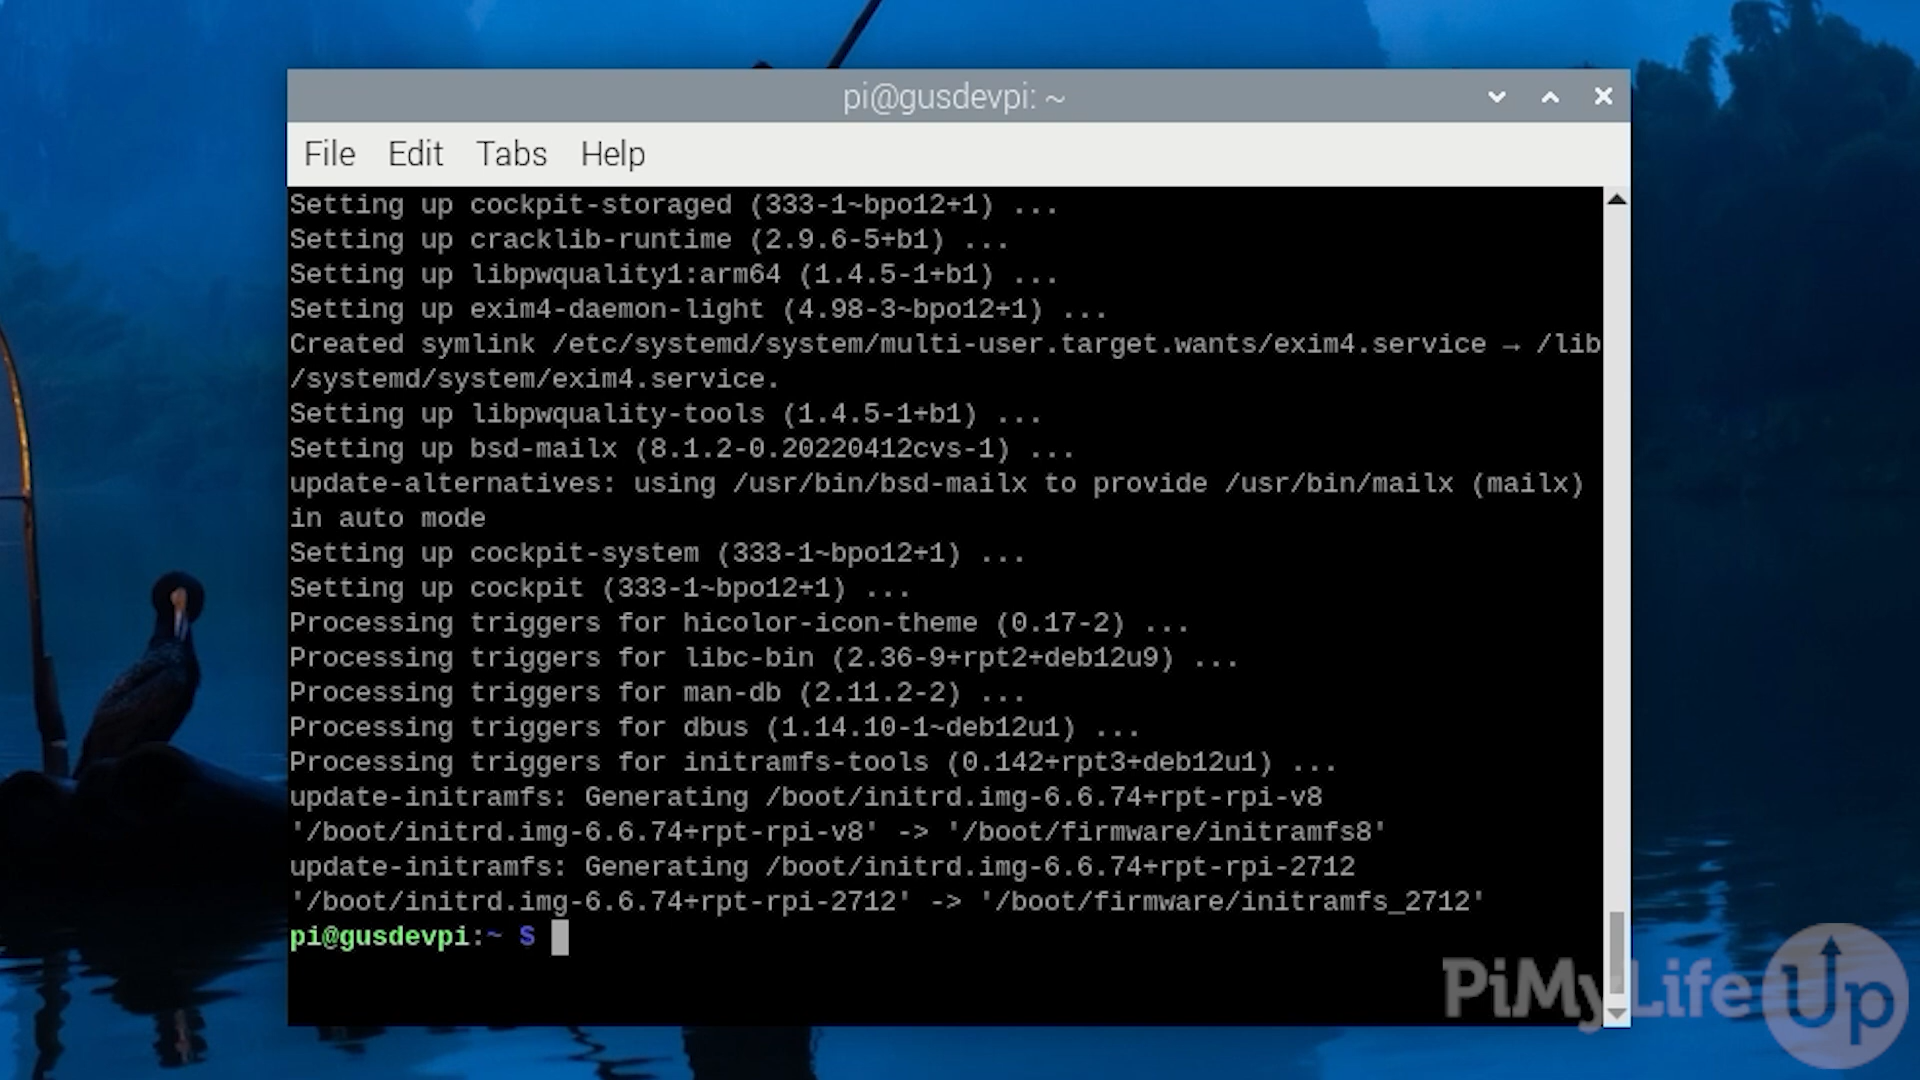 pi@gusdevpi: ~
File Edit Tabs Help
Setting up cockpit-storaged (333-1~bpo12+1) ...
Setting up cracklib-runtime (2.9.6-5+b1) ...
Setting up libpwquality1:arm64 (1.4.5-1+b1) ...
Setting up exim4-daemon-light (4.98-3~bpo12+1) ...
Created symlink /etc/systemd/system/multi-user.target.wants/exim4.service → /lib
/systemd/system/exim4.service.
Setting up libpwquality-tools (1.4.5-1+b1) ...
Setting up bsd-mailx (8.1.2-0.20220412cvs-1) ...
update-alternatives: using /usr/bin/bsd-mailx to provide /usr/bin/mailx (mailx)
in auto mode
Setting up cockpit-system (333-1~bpo12+1) ...
Setting up cockpit (333-1~bpo12+1) ...
Processing triggers for hicolor-icon-theme (0.17-2) ...
Processing triggers for libc-bin (2.36-9+rpt2+deb12u9) ...
Processing triggers for man-db (2.11.2-2) ...
Processing triggers for dbus (1.14.10-1~deb12u1) ...
Processing triggers for initramfs-tools (0.142+rpt3+deb12u1) ...
update-initramfs: Generating /boot/initrd.img-6.6.74+rpt-rpi-v8
'/boot/initrd.img-6.6.74+rpt-rpi-v8' -> '/boot/firmware/initramfs8'
update-initramfs: Generating /boot/initrd.img-6.6.74+rpt-rpi-2712
'/boot/initrd.img-6.6.74+rpt-rpi-2712' -> '/boot/firmware/initramfs_2712'
pi@gusdevpi:~ $
PiMyLife Up